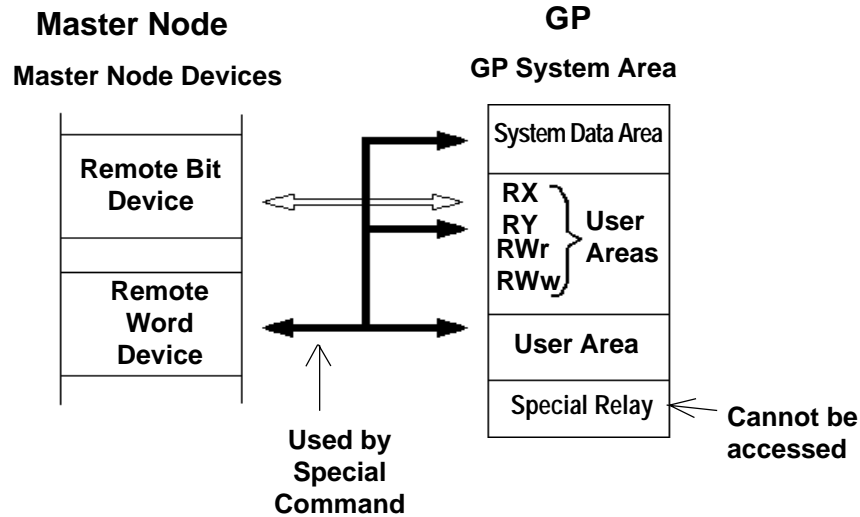 Master Node
Master Node Devices
Remote Bit
Device
Remote
Word
Device
Used by
Special
Command
GP
GP System Area
System Data Area
RX
RY
RWr
RWw
User
Areas
User Area
Special Relay
Cannot be
accessed